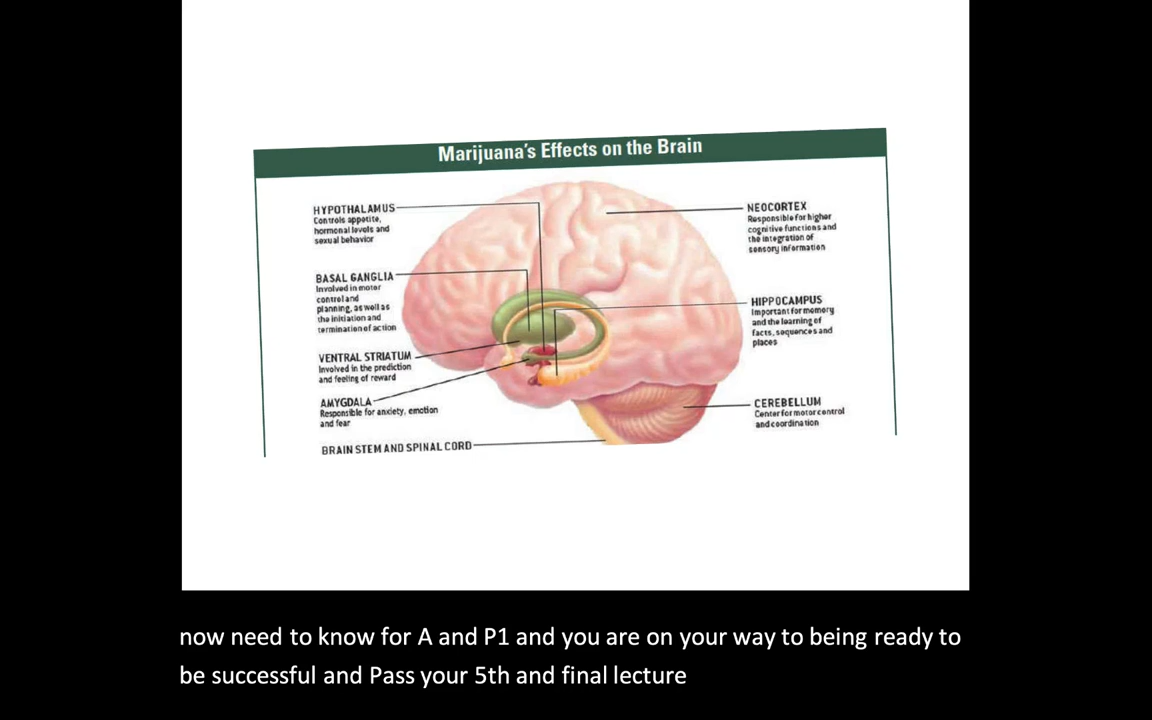 Marijuana's Effects on the Brain
HYPOTHALAMUS
Controls appetite,
hormonal levels and
sexual behavior
BASAL GANGLIA
Involved in motor
control and
planning, as well as
the initiation and
termination of action
VENTRAL STRIATUM
Involved in the prediction
and feeling of reward
AMYGDALA
Responsible for anxiety, emotion
and fear
BRAIN STEM AND SPINAL CORD
NEOCORTEX
Responsible for higher
cognitive functions and
the integration of
sensory information
HIPPOCAMPUS
Important for memory
and the learning of
facts, sequences and
places
CEREBELLUM
Center for motor control
and coordination
now need to know for A and P1 and you are on your way to being ready to
be successful and Pass your 5th and final lecture